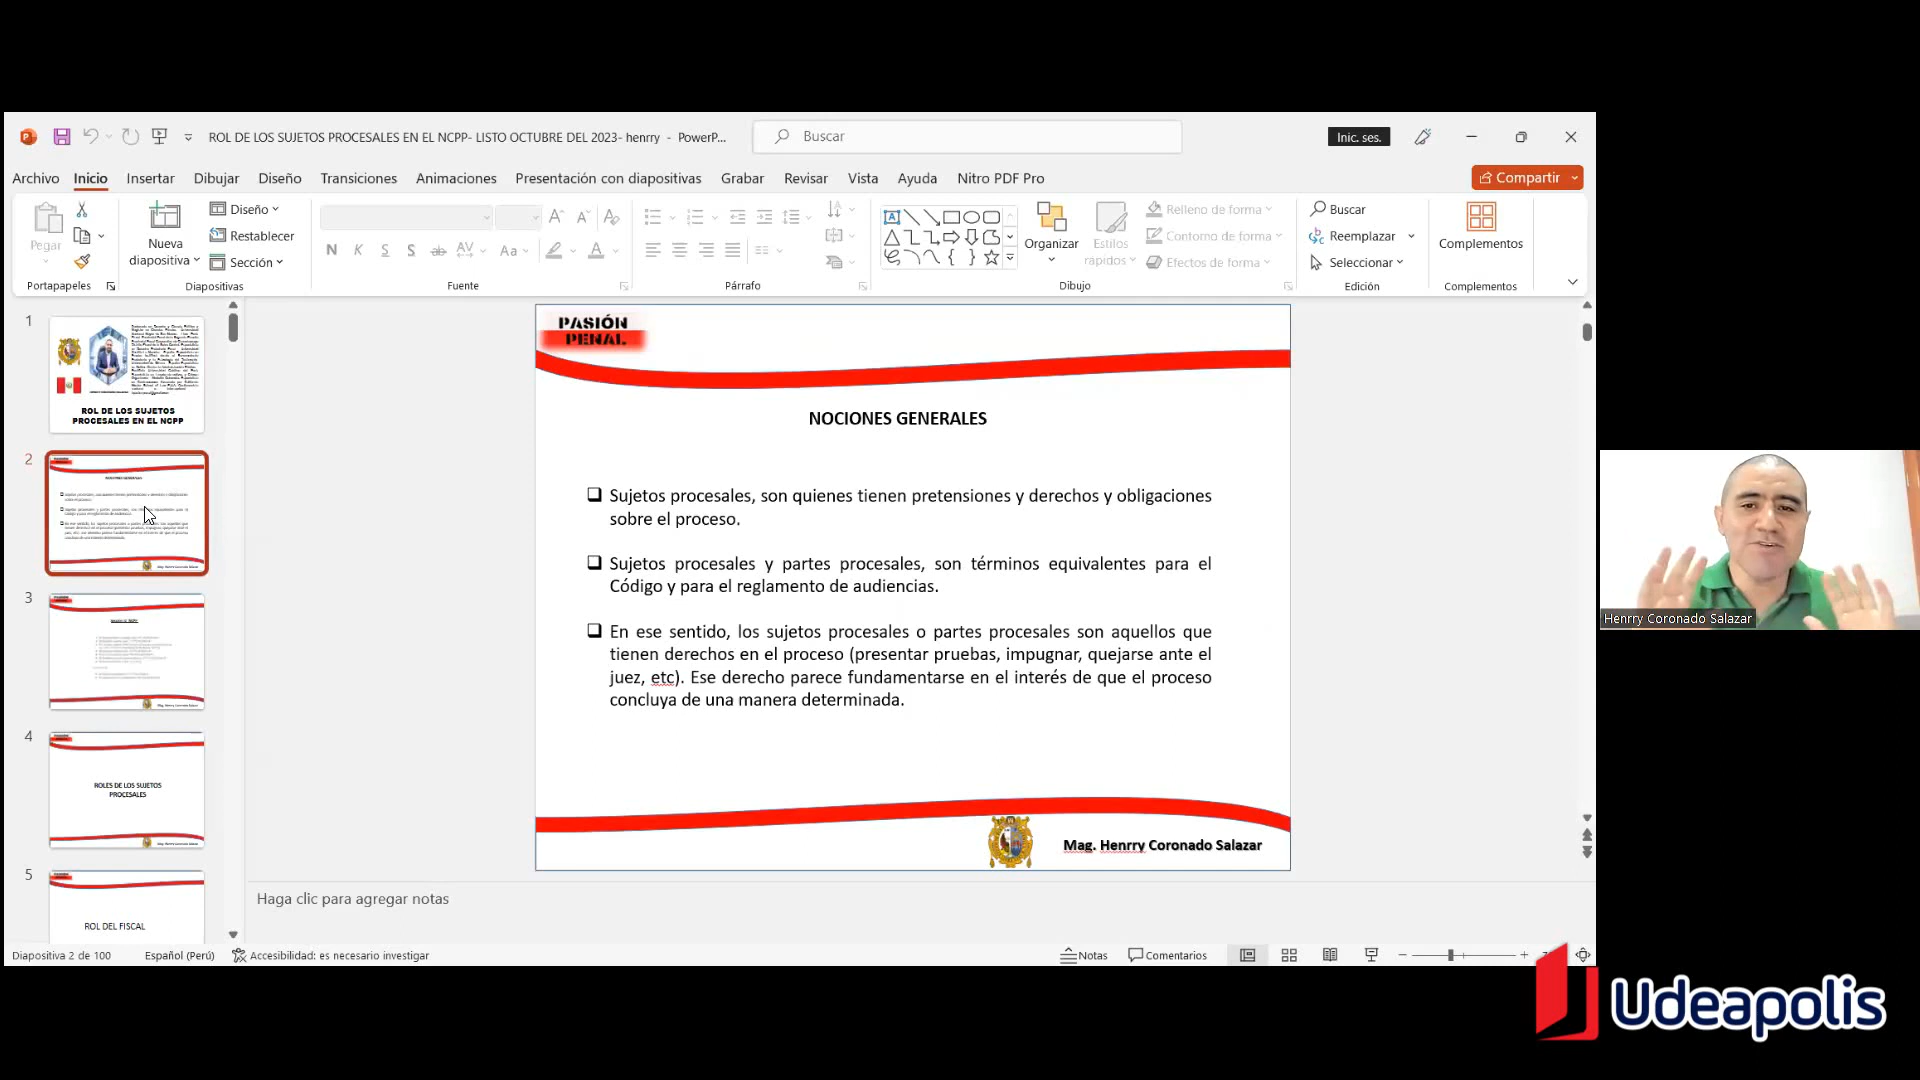 ROL DE LOS SUJETOS PROCESALES EN EL NCPP- LISTO OCTUBRE DEL 2023- henrry - PowerP...
Buscar
Inic. ses.
Archivo Inicio Insertar Dibujar Diseño Transiciones Animaciones Presentación con diapositivas Grabar Revisar Vista Ayuda Nitro PDF Pro
Compartir
Pegar
Nueva
diapositiva
Diseño
Restablecer
Sección
N K S S ab AV Aa A
Organizar
Estilos
rápidos
Relleno de forma
Contorno de forma
Efectos de forma
Buscar
Reemplazar
Seleccionar
Complementos
Portapapeles Diapositivas Fuente Párrafo Dibujo Edición Complementos
1
ROL DE LOS SUJETOS
PROCESALES EN EL NCPP
2
3
4
ROLES DE LOS SUJETOS
PROCESALES
5
ROL DEL FISCAL
PASIÓN
PENAL
NOCIONES GENERALES
Sujetos procesales, son quienes tienen pretensiones y derechos y obligaciones
sobre el proceso.
Sujetos procesales y partes procesales, son términos equivalentes para el
Código y para el reglamento de audiencias.
En ese sentido, los sujetos procesales o partes procesales son aquellos que
tienen derechos en el proceso (presentar pruebas, impugnar, quejarse ante el
juez, etc). Ese derecho parece fundamentarse en el interés de que el proceso
concluya de una manera determinada.
Mag. Henrry Coronado Salazar
Haga clic para agregar notas
Diapositiva 2 de 100 Español (Perú) Accesibilidad: es necesario investigar
Notas Comentarios
Henrry Coronado Salazar
Udeapolis